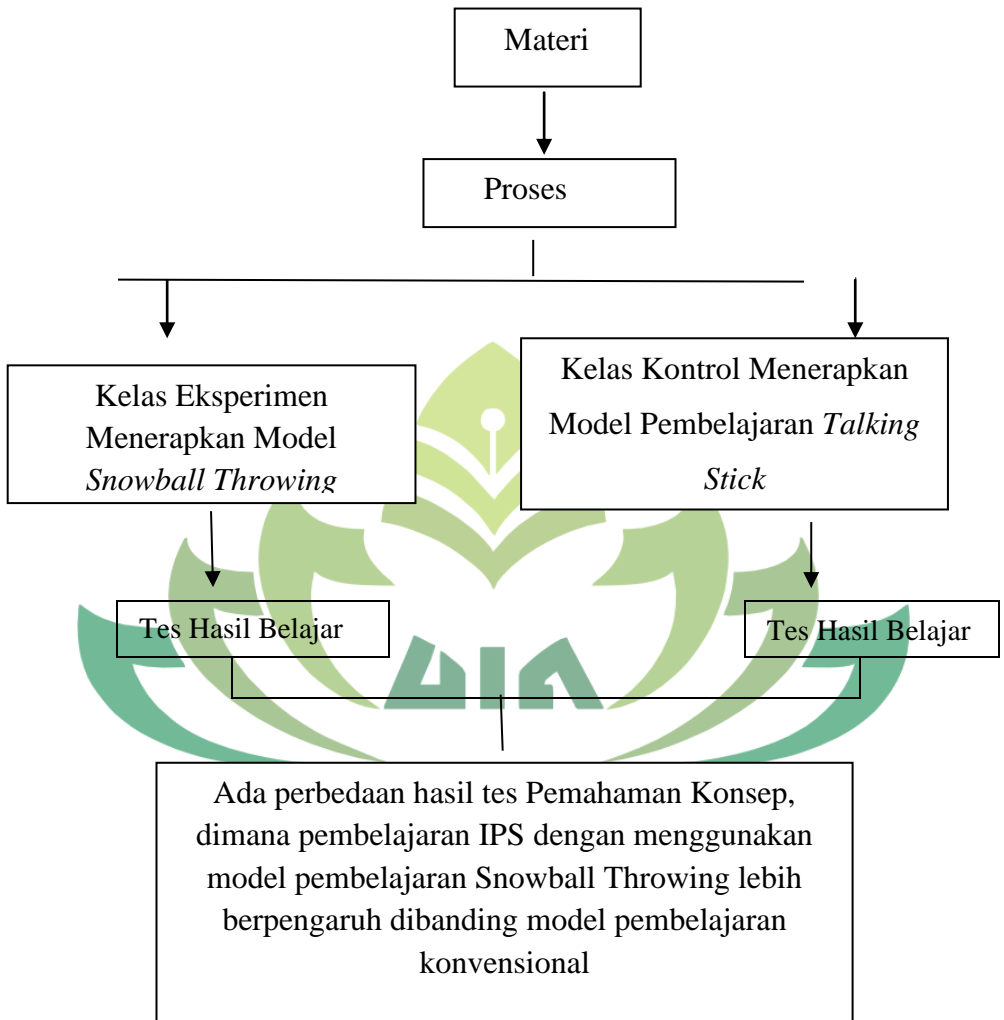 Materi
Proses
Kelas Eksperimen
Menerapkan Model
Snowball Throwing
Kelas Kontrol Menerapkan
Model Pembelajaran Talking
Stick
Tes Hasil Belajar
Tes Hasil Belajar
UIN
Ada perbedaan hasil tes Pemahaman Konsep,
dimana pembelajaran IPS dengan menggunakan
model pembelajaran Snowball Throwing lebih
berpengaruh dibanding model pembelajaran
konvensional